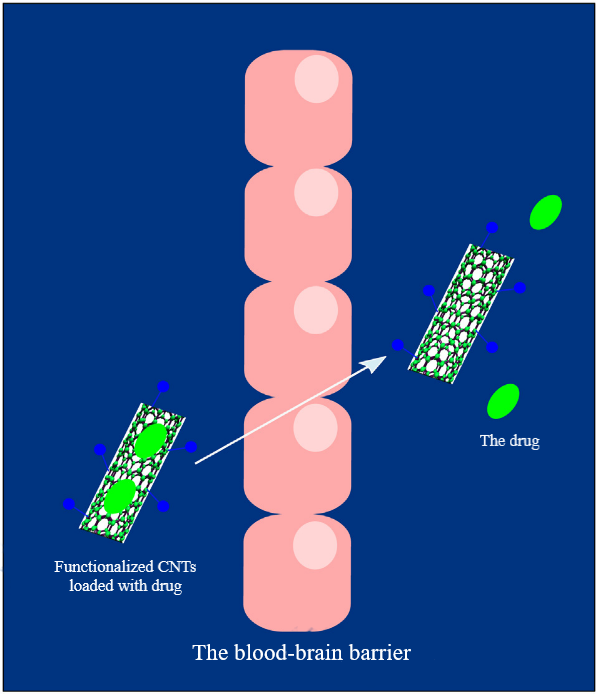 The drug
Functionalized CNTs
loaded with drug
The blood-brain barrier